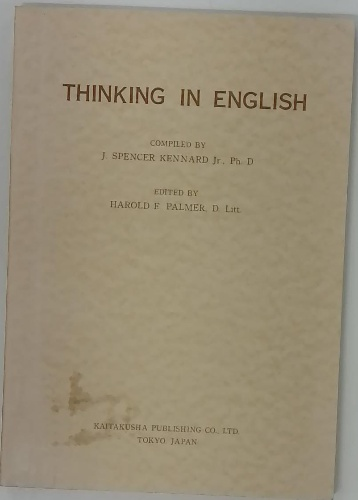 THINKING IN ENGLISH
COMPILED BY
J. SPENCER KENNARD Jr., Ph. D
EDITED BY
HAROLD E. PALMER, D. Litt.
KAITAKUSHA PUBLISHING CO., LTD.
TOKYO JAPAN